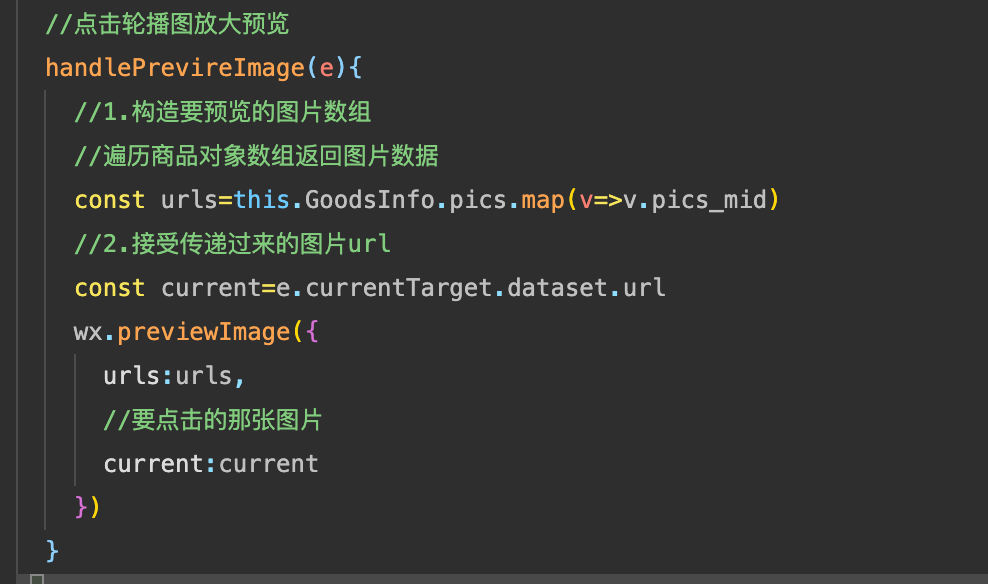 //点击轮播图放大预览
handlePrevireImage(e){
//1.构造要预览的图片数组
//遍历商品对象数组返回图片数据
const urls=this.GoodsInfo.pics.map(v=>v.pics_mid)
//2.接受传递过来的图片url
const current=e.currentTarget.dataset.url
wx.previewImage({
urls:urls,
//要点击的那张图片
current:current
})
}